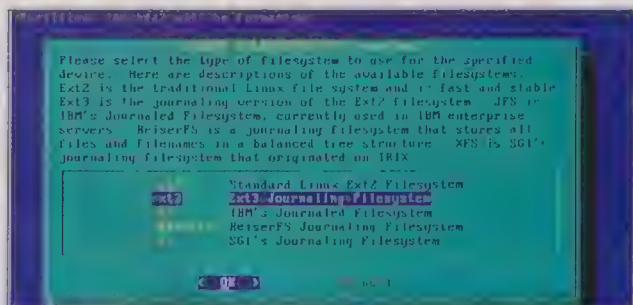 Please select the type of filesystem to use for the specified
device. Here are descriptions of the available filesystems.
Ext2 is the traditional Linux file system and is fast and stable
Ext3 is the journaling version of the Ext2 filesystem JFS is
IBM's Journaled Filesystem, currently used in IBM enterprise
servers ReiserFS is a journaling filesystem that stores all
files and filenames in a balanced tree structure XFS is SGI's
journaling filesystem that originated on IRIX
Standard Linux Ext2 Filesystem
ext3 Ext3 Journaling Filesystem
IBM's Journaled Filesystem
ReiserFS Journaling Filesystem
SGI's Journaling Filesystem
< OK >